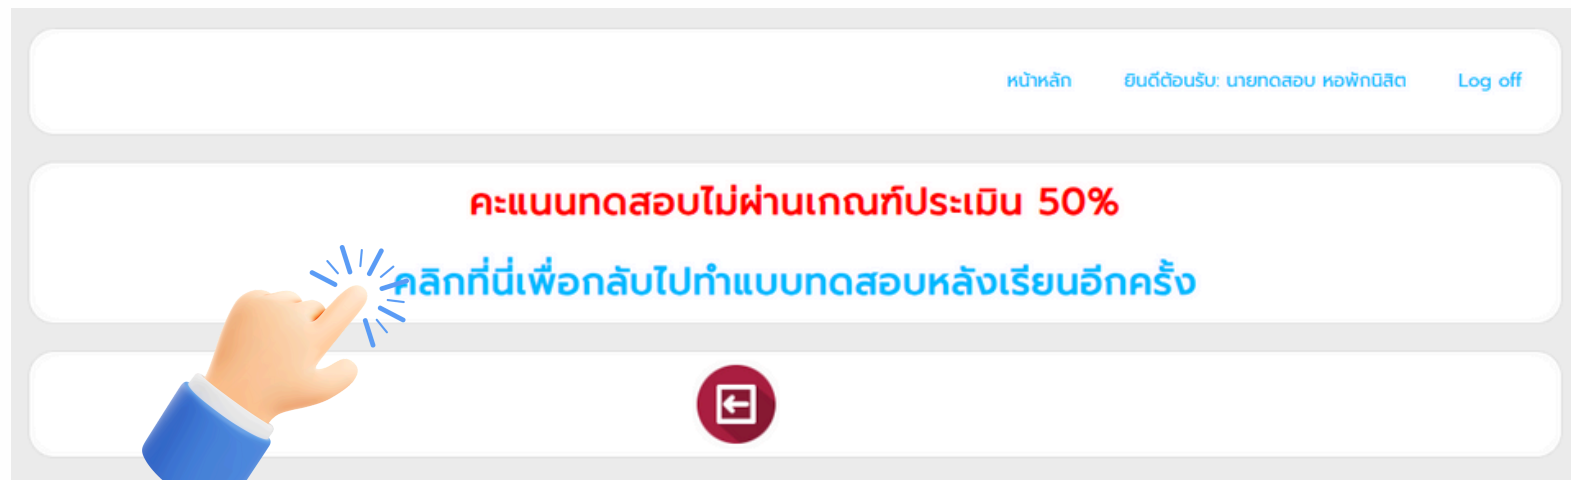 หน้าหลัก ยินดีต้อนรับ: นายทดสอบ หอพักนิสิต Log off
คะแนนทดสอบไม่ผ่านเกณฑ์ประเมิน 50%
คลิกที่นี่เพื่อกลับไปทำแบบทดสอบหลังเรียนอีกครั้ง